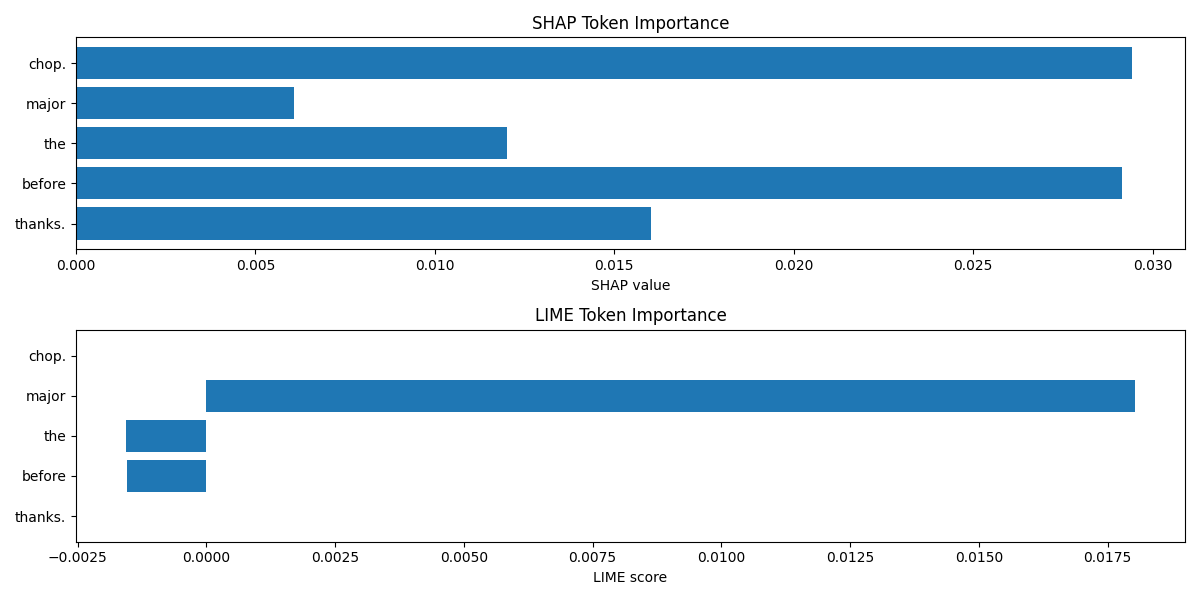 SHAP Token Importance
chop.
major
the
before
thanks.
0.000 0.005 0.010 0.015 0.020 0.025 0.030
SHAP value
LIME Token Importance
chop.
major
the
before
thanks.
−0.0025 0.0000 0.0025 0.0050 0.0075 0.0100 0.0125 0.0150 0.0175
LIME score